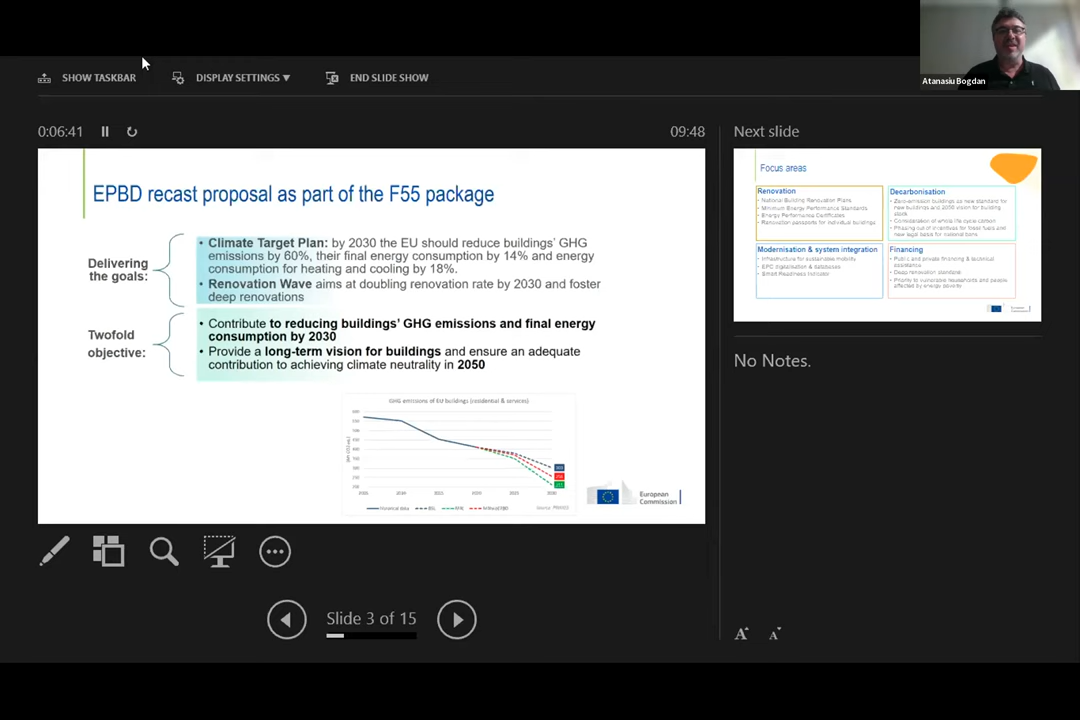 Atanasiu Bogdan
SHOW TASKBAR
DISPLAY SETTINGS ▼
END SLIDE SHOW
0:06:41
09:48
Next slide
EPBD recast proposal as part of the F55 package
Delivering
the goals:
• Climate Target Plan: by 2030 the EU should reduce buildings' GHG
emissions by 60%, their final energy consumption by 14% and energy
consumption for heating and cooling by 18%.
• Renovation Wave aims at doubling renovation rate by 2030 and foster
deep renovations
Twofold
objective:
• Contribute to reducing buildings' GHG emissions and final energy
consumption by 2030
• Provide a long-term vision for buildings and ensure an adequate
contribution to achieving climate neutrality in 2050
GHG emissions of EU buildings (residential & services)
Historical data
European
Commission
Focus areas
Renovation
• National Building Renovation Plans
• Minimum Energy Performance Standards
• Energy Performance Certificates
• Renovation passports for individual buildings
Decarbonisation
• Zero-emission buildings as new standard for
new buildings and 2050 vision for building
stock
• Consideration of whole life cycle carbon
• Phasing out of incentives for fossil fuels and
new legal basis for national bans
Modernisation & system integration
• Infrastructure for sustainable mobility
• EPC digitalisation & databases
• Smart Readiness Indicator
Financing
• Public and private financing & technical
assistance
• Deep renovation standard
• Priority to vulnerable households and people
affected by energy poverty
No Notes.
Slide 3 of 15
A A